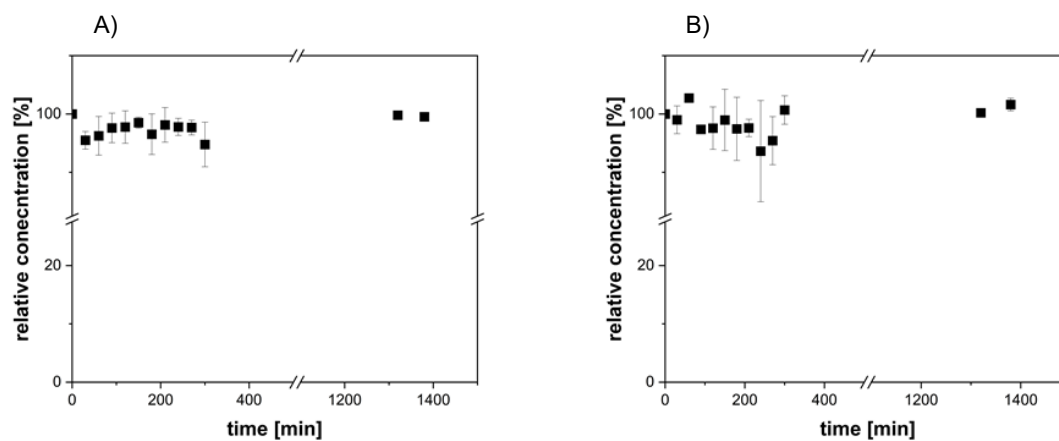 A)
relative conecntration [%]
100
20
0
0 200 400 1200 1400
time [min]
B)
relative concentration [%]
100
20
0
0 200 400 1200 1400
time [min]